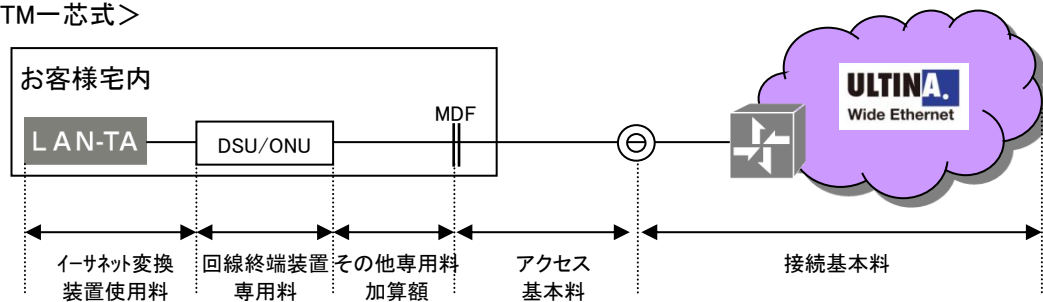 TM一芯式＞
お客様宅内
LAN-TA
DSU/ONU
MDF
ULTINA.
Wide Ethernet
イーサネット変換
装置使用料
回線終端装置
専用料
その他専用料
加算額
アクセス
基本料
接続基本料